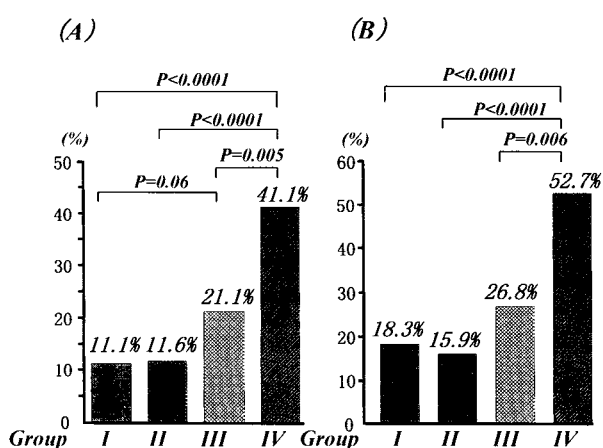 (A)
P<0.0001
P<0.0001
(%)
P=0.005
50
P=0.06
41.1%
40
30
21.1%
20
11.1% 11.6%
10
0
Group I II III IV
(B)
P<0.0001
P<0.0001
(%)
P=0.006
60
52.7%
50
40
30
26.8%
18.3%
15.9%
20
10
0
Group I II III IV